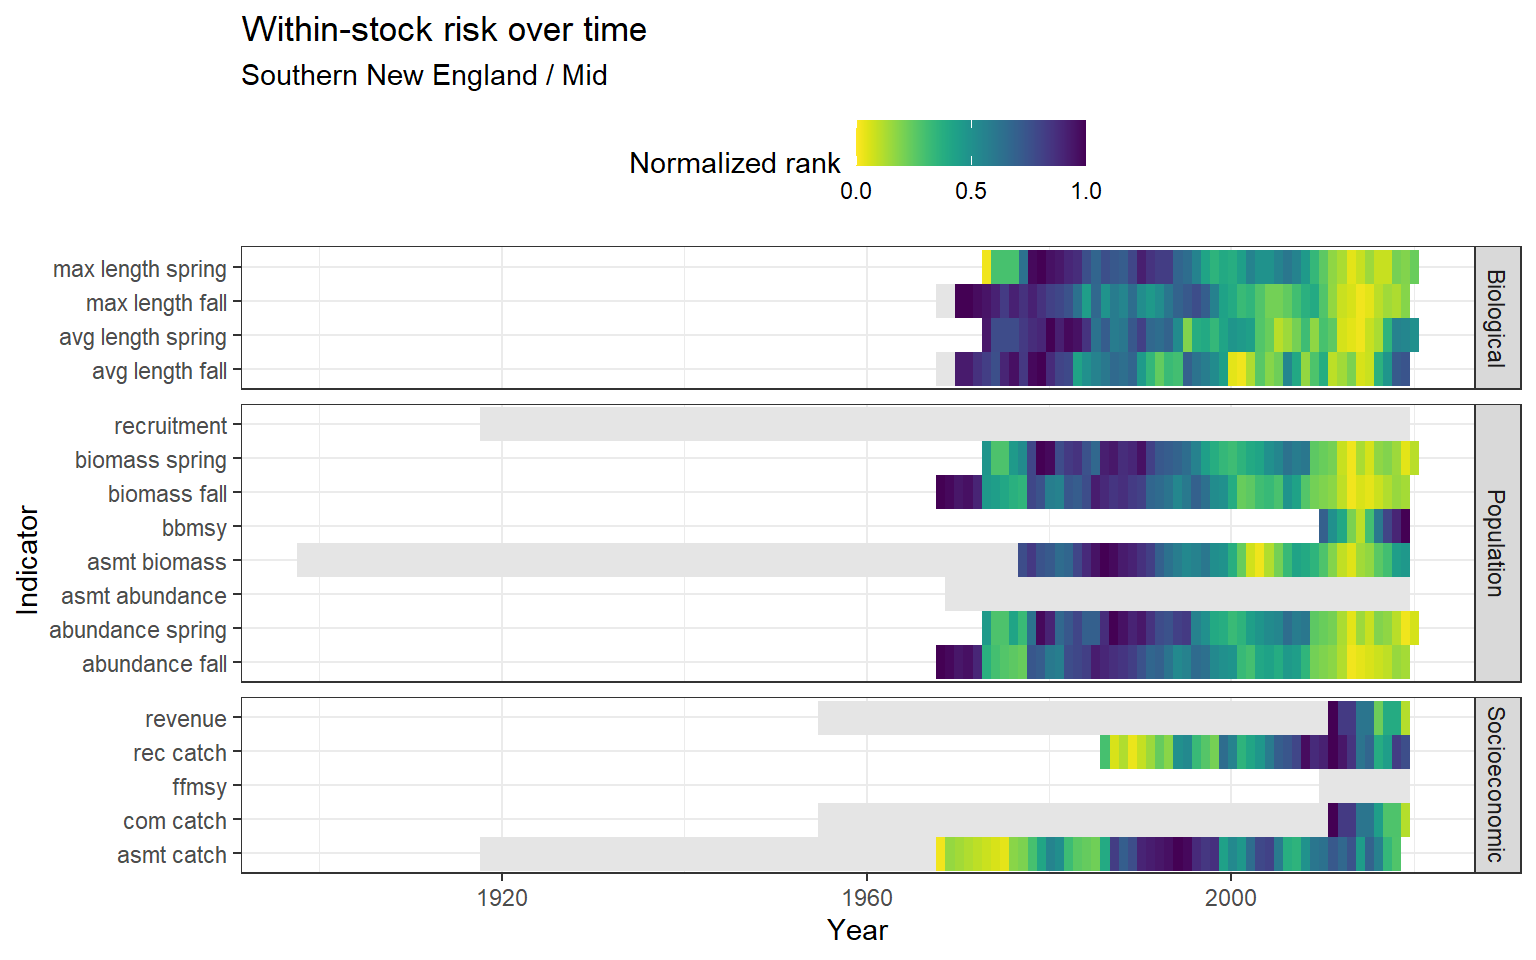 Within-stock risk over time
Southern New England / Mid
Normalized rank
0.0 0.5 1.0
max length spring
max length fall
avg length spring
avg length fall
Biological
recruitment
biomass spring
biomass fall
bbmsy
asmt biomass
asmt abundance
abundance spring
abundance fall
Population
revenue
rec catch
ffmsy
com catch
asmt catch
Socioeconomic
Indicator
1920 1960 2000
Year